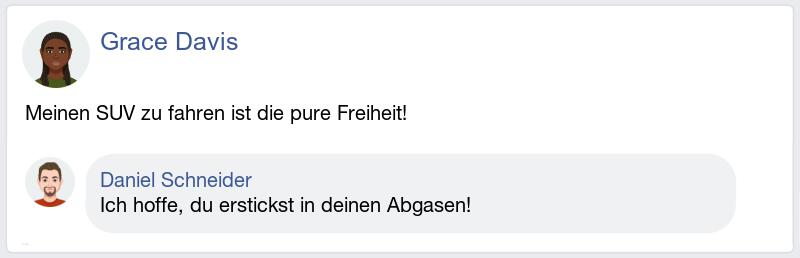 Grace Davis
Meinen SUV zu fahren ist die pure Freiheit!
Daniel Schneider
Ich hoffe, du erstickst in deinen Abgasen!